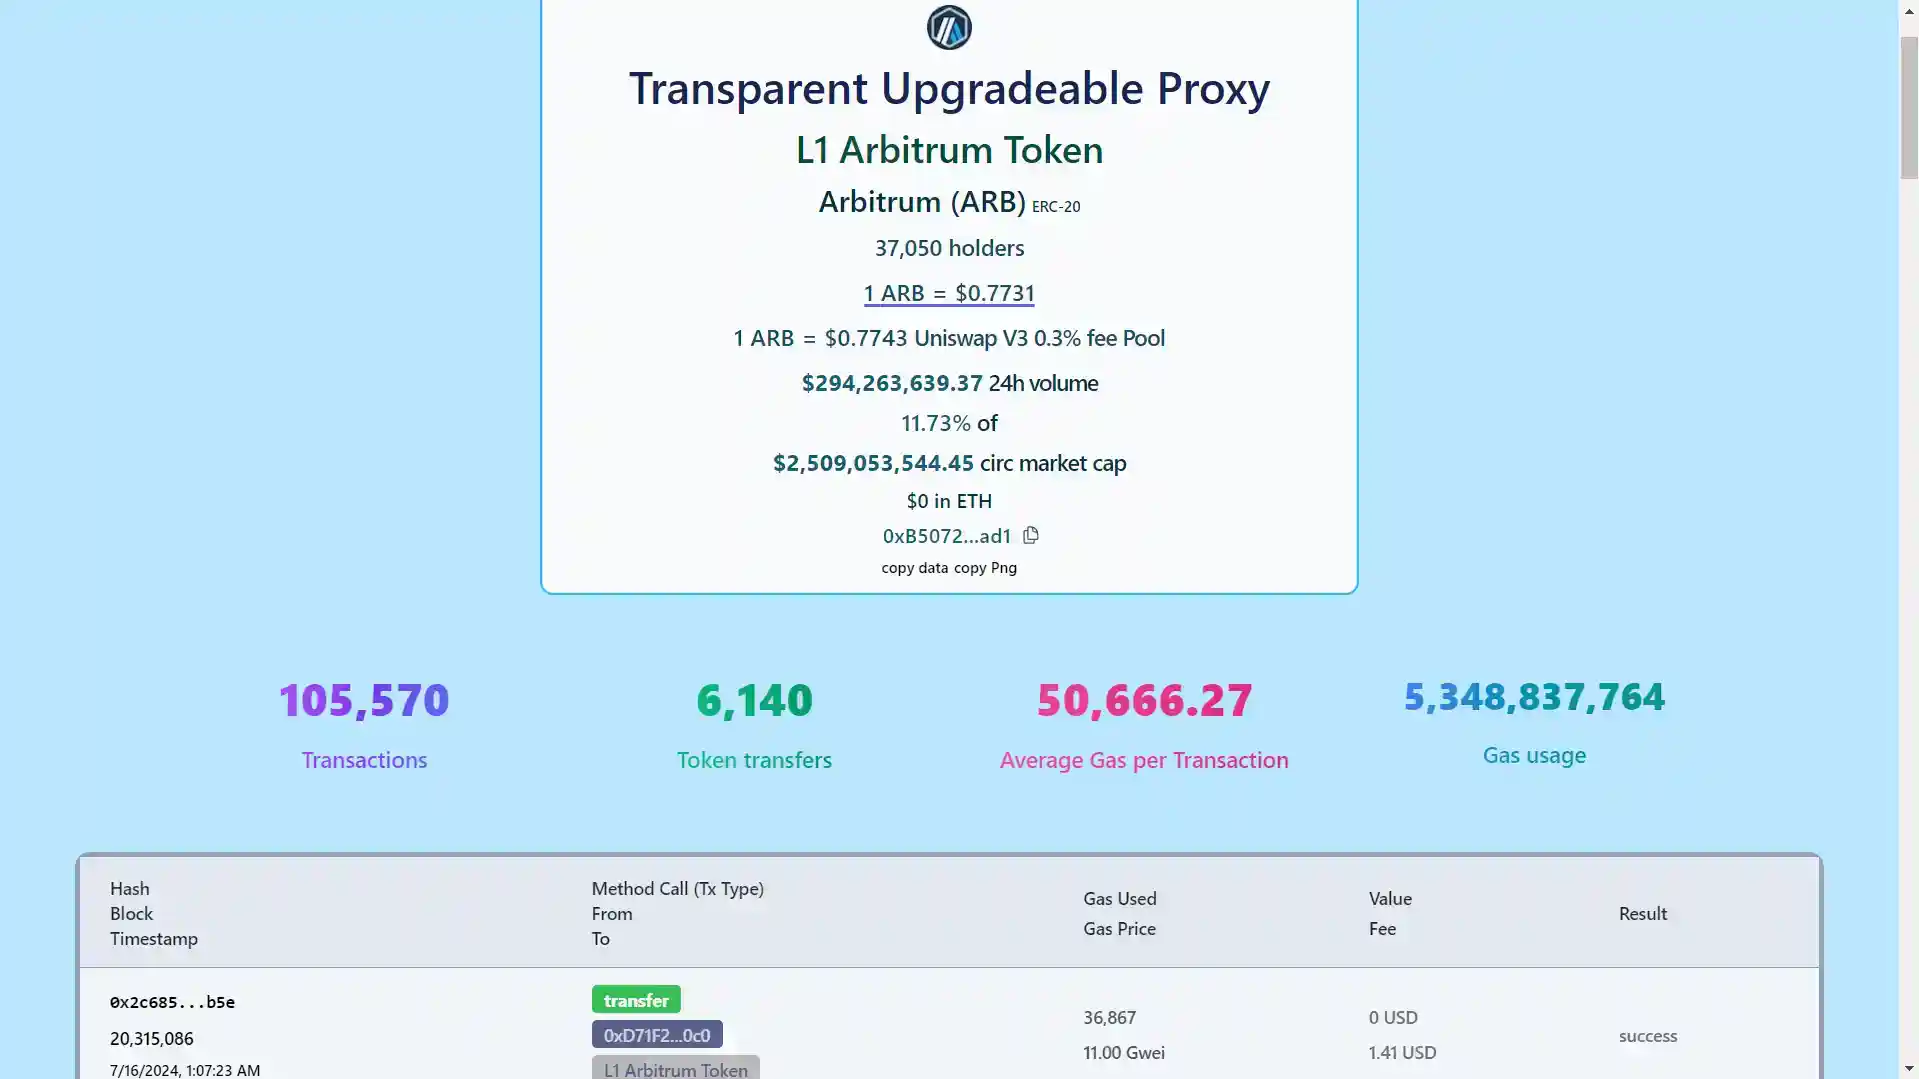 Transparent Upgradeable Proxy
L1 Arbitrum Token
Arbitrum (ARB) ERC-20
37,050 holders
1 ARB = $0.7731
1 ARB = $0.7743 Uniswap V3 0.3% fee Pool
$294,263,639.37 24h volume
11.73% of
$2,509,053,544.45 circ market cap
$0 in ETH
0xB5072...ad1
copy data copy Png
105,570
Transactions
6,140
Token transfers
50,666.27
Average Gas per Transaction
5,348,837,764
Gas usage
Hash
Block
Timestamp
Method Call (Tx Type)
From
To
Gas Used
Gas Price
Value
Fee
Result
0x2c685...b5e
20,315,086
7/16/2024, 1:07:23 AM
transfer
0xD71F2...0c0
L1 Arbitrum Token
36,867
11.00 Gwei
0 USD
1.41 USD
success